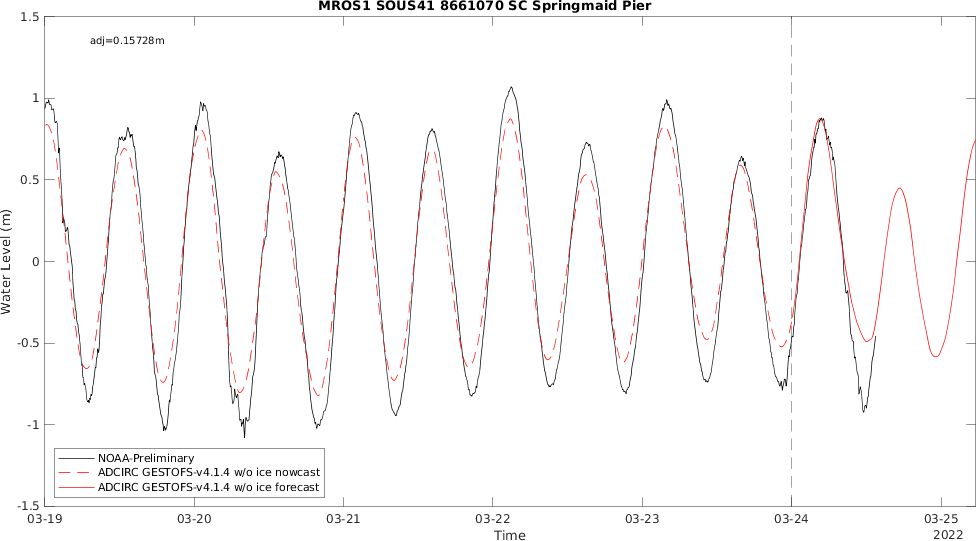 MROS1 SOUS41 8661070 SC Springmaid Pier
adj=0.15728m
1.5
1
0.5
0
-0.5
-1
-1.5
Water Level (m)
NOAA-Preliminary
ADCIRC GESTOFS-v4.1.4 w/o ice nowcast
ADCIRC GESTOFS-v4.1.4 w/o ice forecast
03-19 03-20 03-21 03-22 03-23 03-24 03-25
Time
2022